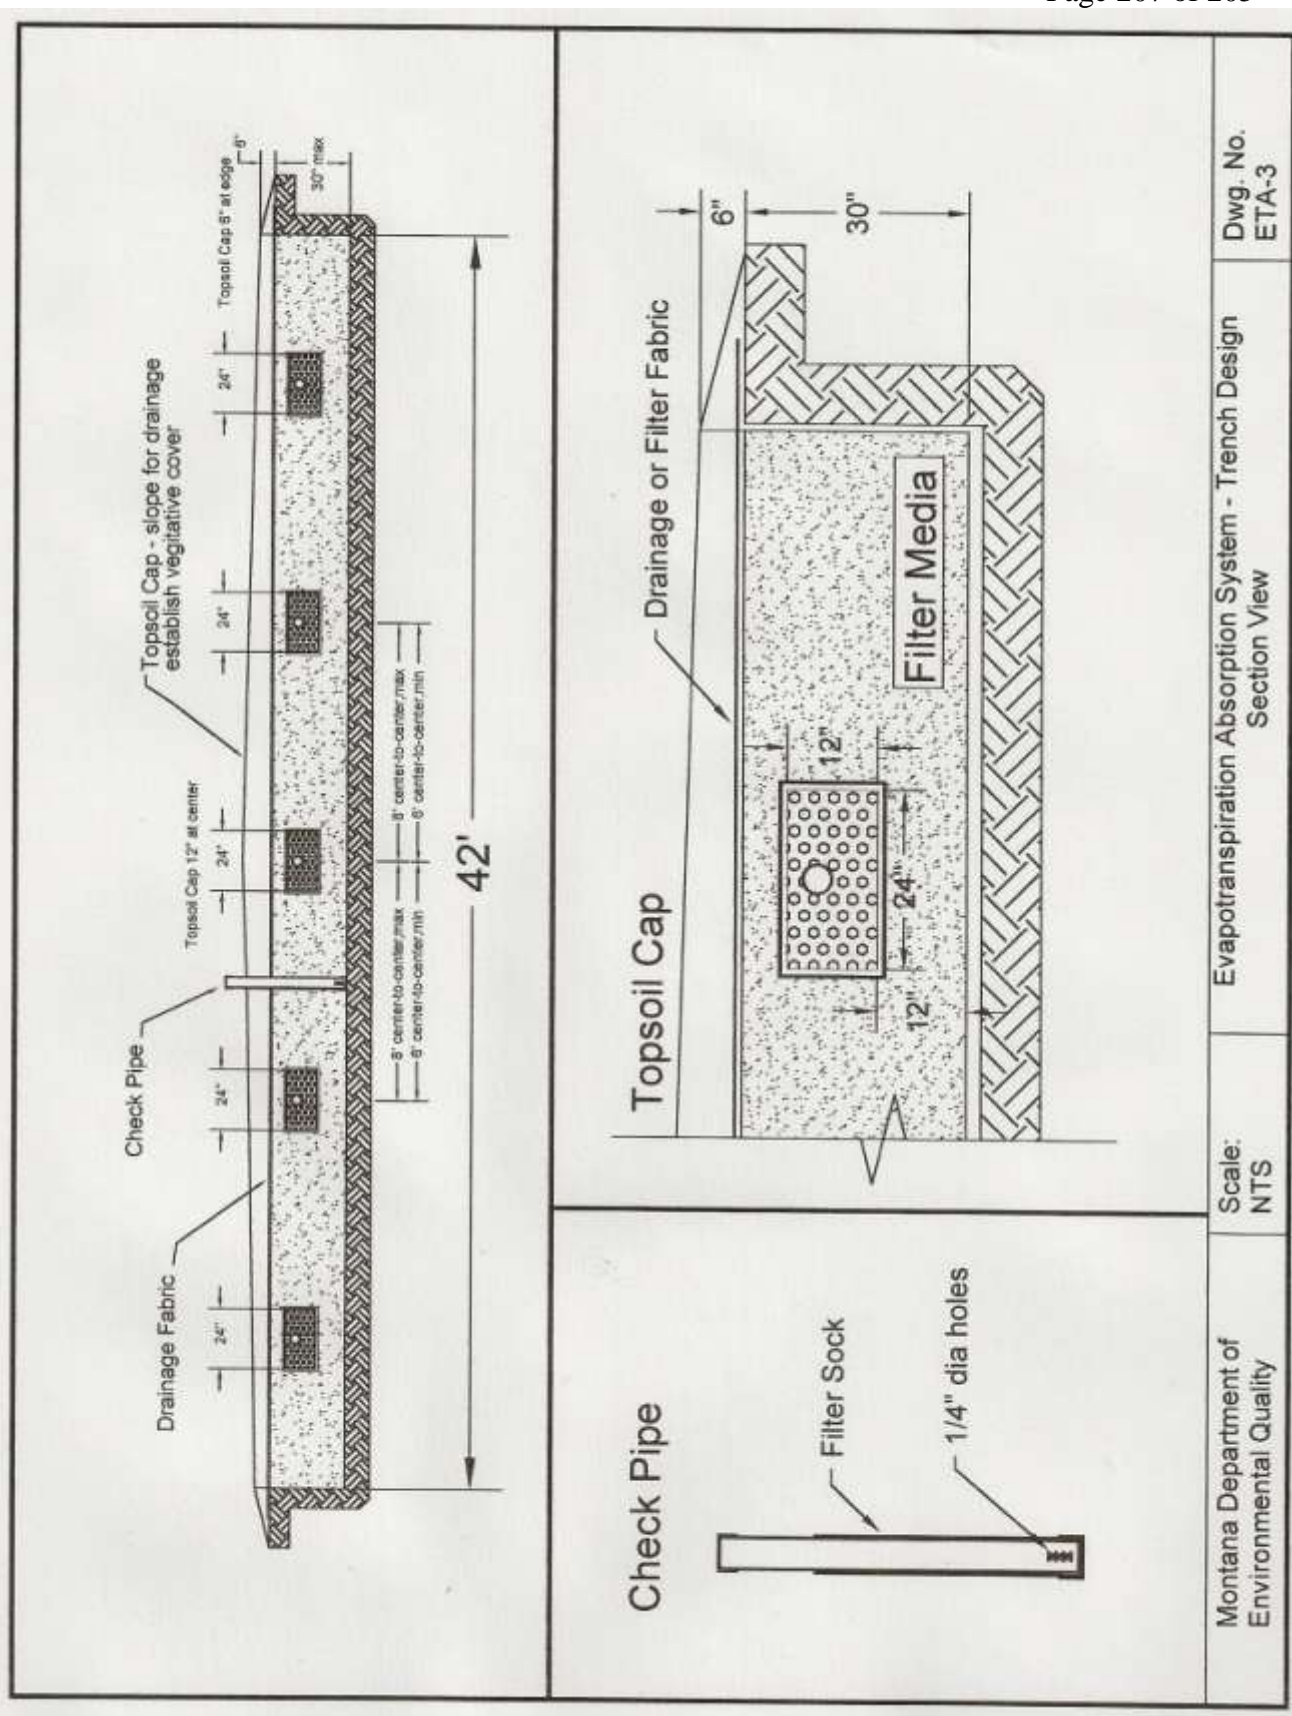 Page 207 of 265
Topsoil Cap - slope for drainage
establish vegitative cover
Check Pipe
Drainage Fabric
Topsoil Cap 12" at center
Topsoil Cap 6" at edge
6"
24"
24"
24"
24"
24"
30" max
8' center-to-center,max
8' center-to-center,max
6' center-to-center,min
6' center-to-center,min
42'
Check Pipe
Filter Sock
1/4" dia holes
Topsoil Cap
Drainage or Filter Fabric
6"
30"
12"
24"
12"
Filter Media
Montana Department of
Environmental Quality
Scale:
NTS
Evapotranspiration Absorption System - Trench Design
Section View
Dwg. No.
ETA-3